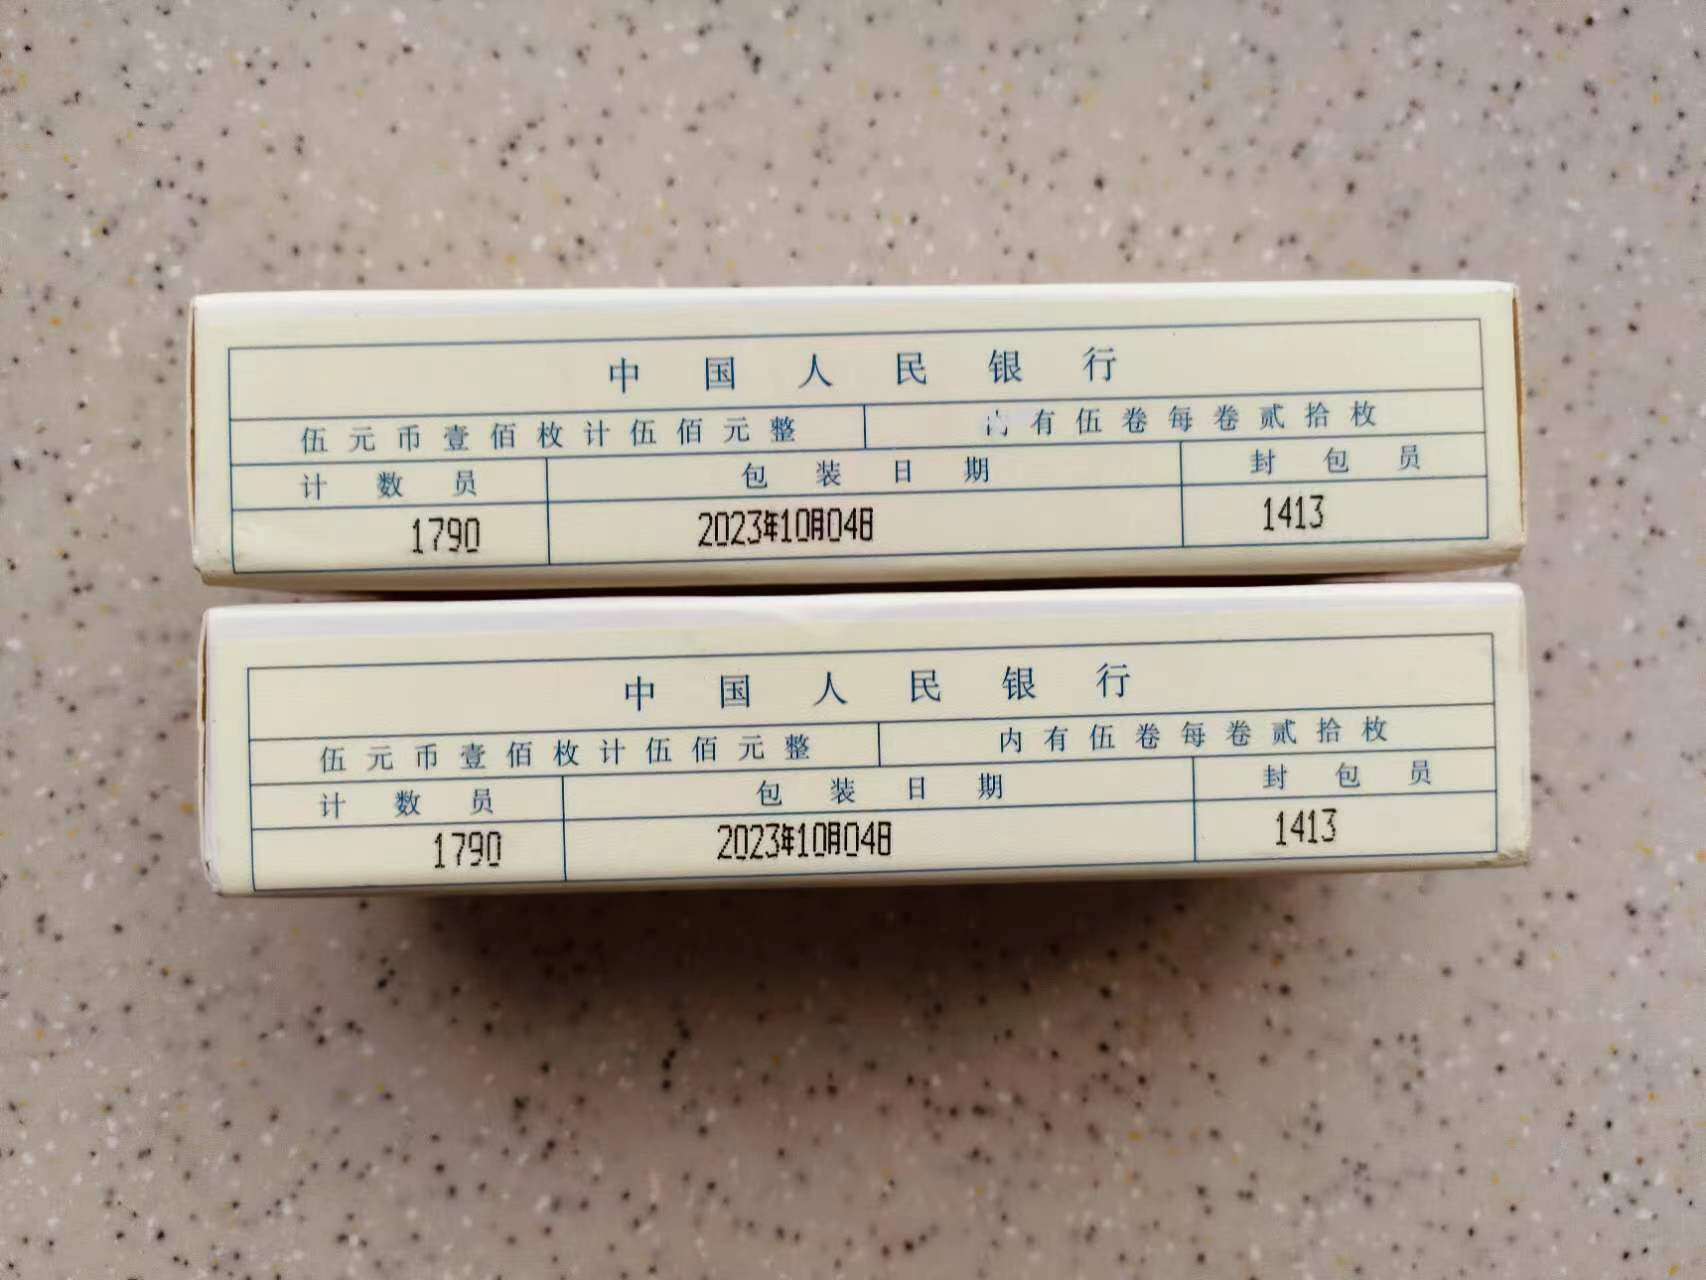 中国人民银行
伍元币壹佰枚计伍佰元整 内有伍卷每卷贰拾枚
计数员 包装日期 封包员
1790 2023年10月04日 1413
中国人民银行
伍元币壹佰枚计伍佰元整 内有伍卷每卷贰拾枚
计数员 包装日期 封包员
1790 2023年10月04日 1413